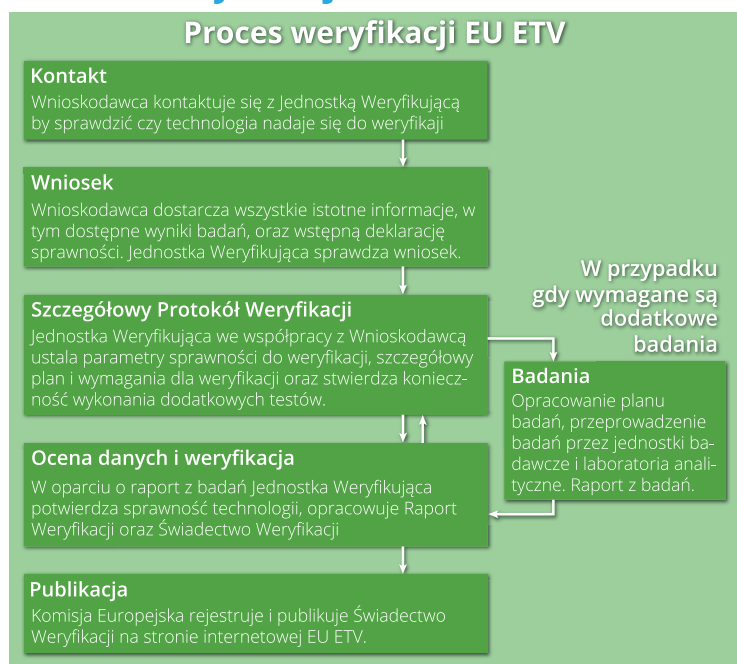 Proces weryfikacji EU ETV
Kontakt
Wnioskodawca kontaktuje się z Jednostką Weryfikującą
by sprawdzić czy technologia nadaje się do weryfikaji
Wniosek
Wnioskodawca dostarcza wszystkie istotne informacje, w
tym dostępne wyniki badań, oraz wstępną deklarację
sprawności. Jednostka Weryfikująca sprawdza wniosek.
W przypadku
gdy wymagane są
dodatkowe
badania
Szczegółowy Protokół Weryfikacji
Jednostka Weryfikująca we współpracy z Wnioskodawcą
ustala parametry sprawności do weryfikacji, szczegółowy
plan i wymagania dla weryfikacji oraz stwierdza koniecz-
ność wykonania dodatkowych testów.
Badania
Opracowanie planu
badań, przeprowadzenie
badań przez jednostki ba-
dawcze i laboratoria anali-
tyczne. Raport z badań.
Ocena danych i weryfikacja
W oparciu o raport z badań Jednostka Weryfikująca
potwierdza sprawność technologii, opracowuje Raport
Weryfikacji oraz Świadectwo Weryfikacji
Publikacja
Komisja Europejska rejestruje i publikuje Świadectwo
Weryfikacji na stronie internetowej EU ETV.